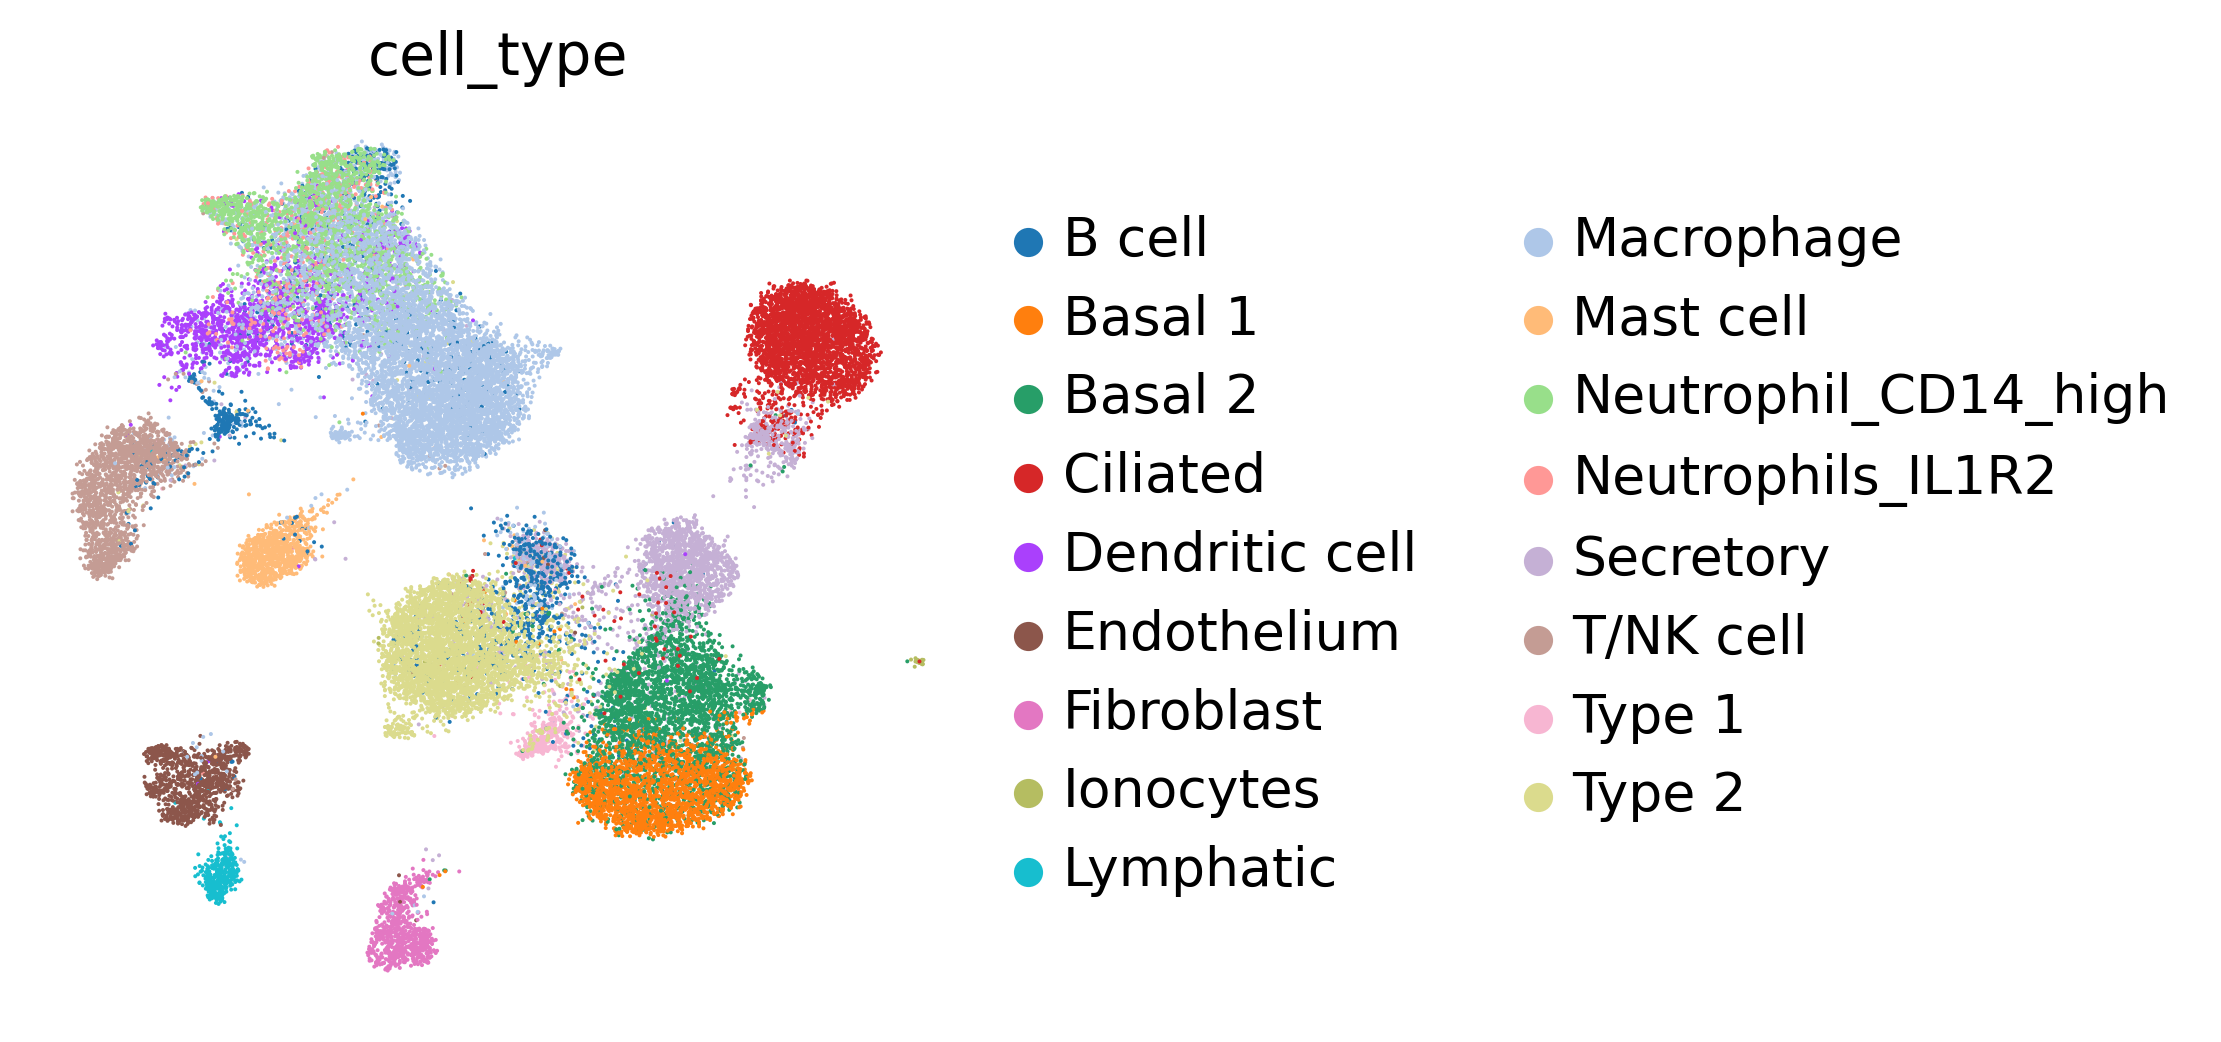 cell_type
B cell
Basal 1
Basal 2
Ciliated
Dendritic cell
Endothelium
Fibroblast
Ionocytes
Lymphatic
Macrophage
Mast cell
Neutrophil_CD14_high
Neutrophils_IL1R2
Secretory
T/NK cell
Type 1
Type 2